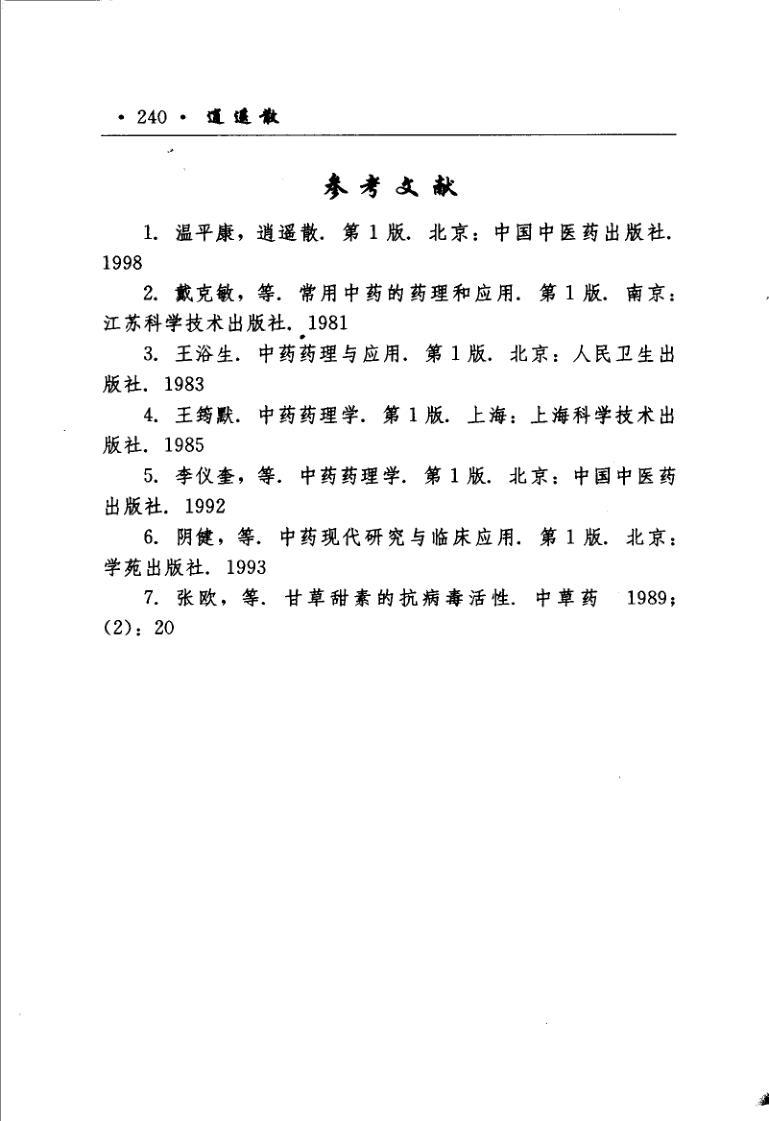 · 240 · 逍遥散
参考文献
1. 温平康，逍遥散. 第 1 版. 北京：中国中医药出版社.
1998
2. 戴克敏，等. 常用中药的药理和应用. 第 1 版. 南京：
江苏科学技术出版社. 1981
3. 王浴生. 中药药理与应用. 第 1 版. 北京：人民卫生出
版社. 1983
4. 王筠默. 中药药理学. 第 1 版. 上海：上海科学技术出
版社. 1985
5. 李仪奎，等. 中药药理学. 第 1 版. 北京：中国中医药
出版社. 1992
6. 阴健，等. 中药现代研究与临床应用. 第 1 版. 北京：
学苑出版社. 1993
7. 张欧，等. 甘草甜素的抗病毒活性. 中草药 1989；
(2)：20